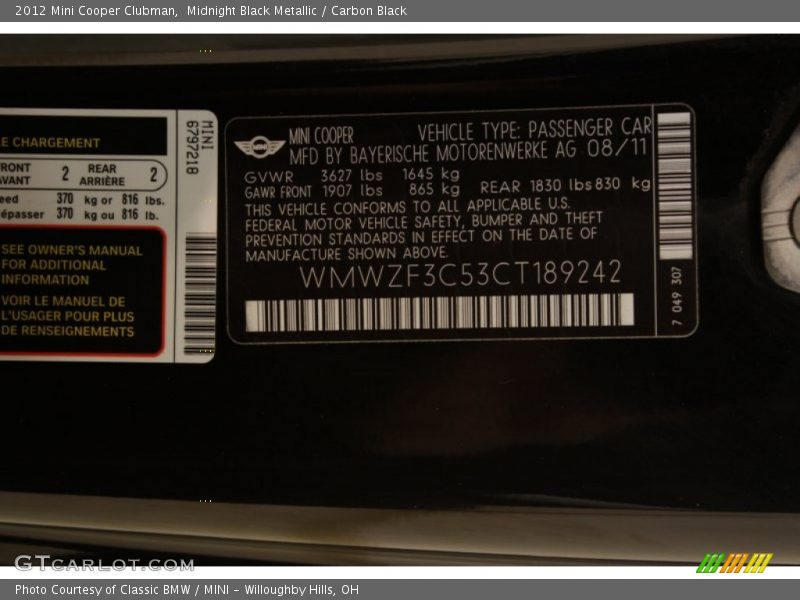 2012 Mini Cooper Clubman,  Midnight Black Metallic / Carbon Black
E CHARGEMENT
FRONT
AVANT
2
REAR
ARRIÈRE
2
eed 370 kg or 816 lbs.
épasser 370 kg ou 816 lb.
SEE OWNER'S MANUAL
FOR ADDITIONAL
INFORMATION
VOIR LE MANUEL DE
L'USAGER POUR PLUS
DE RENSEIGNEMENTS
MINI
6797218
MINI
MINI COOPER VEHICLE TYPE: PASSENGER CAR
MFD BY BAYERISCHE MOTORENWERKE AG 08/11
GVWR 3627 lbs 1645 kg
GAWR FRONT 1907 lbs 865 kg REAR 1830 lbs 830 kg
THIS VEHICLE CONFORMS TO ALL APPLICABLE U.S.
FEDERAL MOTOR VEHICLE SAFETY, BUMPER AND THEFT
PREVENTION STANDARDS IN EFFECT ON THE DATE OF
MANUFACTURE SHOWN ABOVE.
WMWZF3C53CT189242
7 049 307
GTCARLOT.COM
Photo Courtesy of Classic BMW / MINI - Willoughby Hills, OH